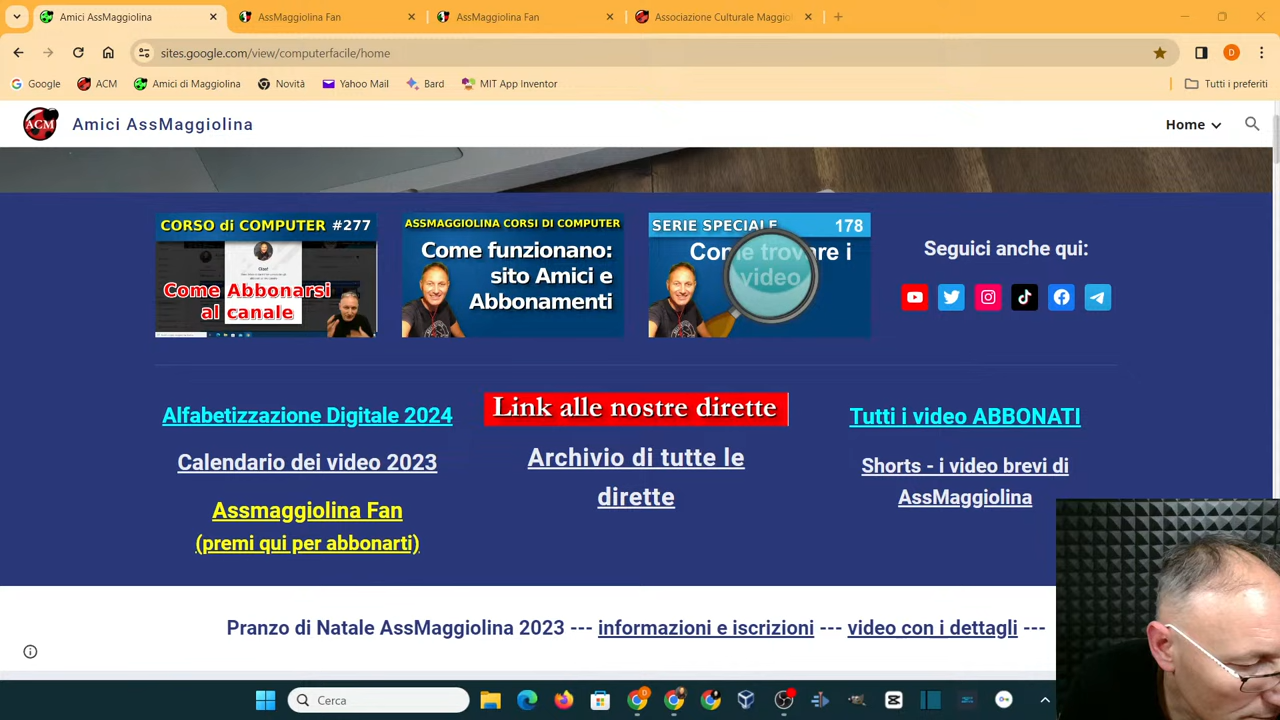 Amici AssMaggiolina
AssMaggiolina Fan
AssMaggiolina Fan
Associazione Culturale Maggiol
sites.google.com/view/computerfacile/home
D
Google
ACM
Amici di Maggiolina
Novità
Yahoo Mail
Bard
MIT App Inventor
Tutti i preferiti
ACM
Amici AssMaggiolina
Home
CORSO di COMPUTER #277
Ciao!
Come Abbonarsi
al canale
ASSMAGGIOLINA CORSI DI COMPUTER
Come funzionano:
sito Amici e
Abbonamenti
SERIE SPECIALE 178
Come trovare i
video
Seguici anche qui:
Alfabetizzazione Digitale 2024
Calendario dei video 2023
Assmaggiolina Fan
(premi qui per abbonarti)
Link alle nostre dirette
Archivio di tutte le
dirette
Tutti i video ABBONATI
Shorts - i video brevi di
AssMaggiolina
Pranzo di Natale AssMaggiolina 2023 --- informazioni e iscrizioni --- video con i dettagli ---
Cerca